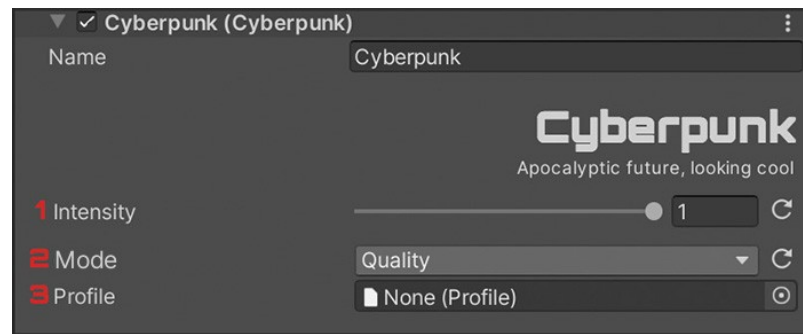 Cyberpunk (Cyberpunk)
Name Cyberpunk
Cyberpunk
Apocalyptic future, looking cool
1 Intensity 1
2 Mode Quality
3 Profile None (Profile)